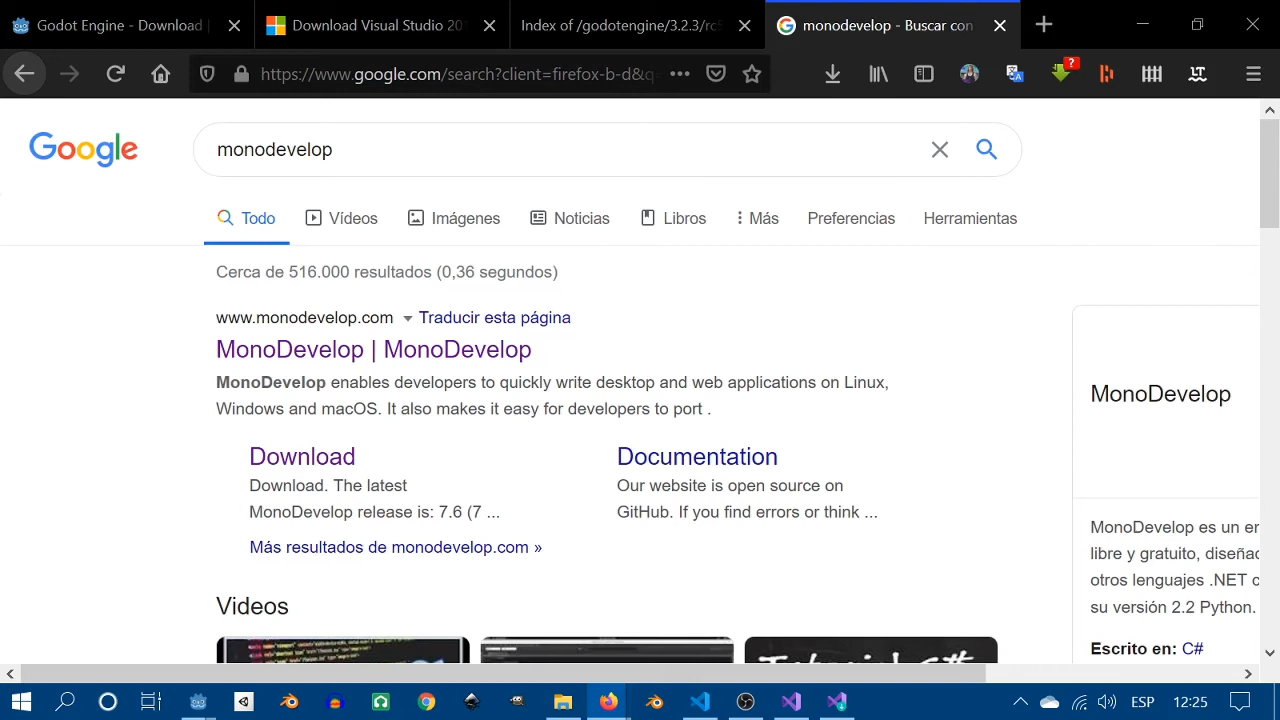 Godot Engine - Download |
Download Visual Studio 201
Index of /godotengine/3.2.3/rc5
monodevelop - Buscar con
https://www.google.com/search?client=firefox-b-d&q=
?
Google
monodevelop
Todo
Vídeos
Imágenes
Noticias
Libros
Más
Preferencias
Herramientas
Cerca de 516.000 resultados (0,36 segundos)
www.monodevelop.com
Traducir esta página
MonoDevelop | MonoDevelop
MonoDevelop enables developers to quickly write desktop and web applications on Linux,
Windows and macOS. It also makes it easy for developers to port .
Download
Download. The latest
MonoDevelop release is: 7.6 (7 ...
Documentation
Our website is open source on
GitHub. If you find errors or think ...
Más resultados de monodevelop.com »
Videos
Tutorial C#
MonoDevelop
MonoDevelop es un en
libre y gratuito, diseñad
otros lenguajes .NET c
su versión 2.2 Python.
Escrito en: C#
ESP
12:25